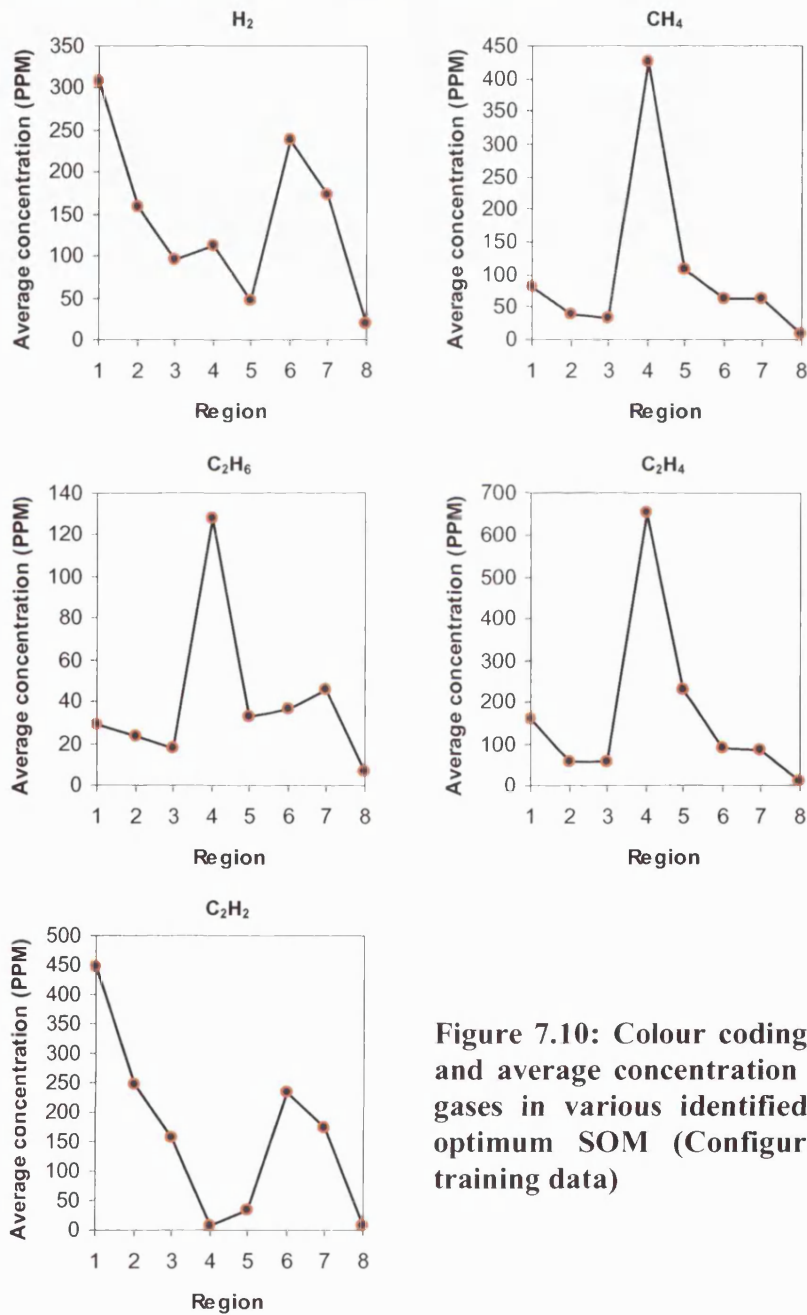 H₂
Average concentration (PPM)
350
300
250
200
150
100
50
0
1 2 3 4 5 6 7 8
Region
CH₄
Average concentration (PPM)
450
400
350
300
250
200
150
100
50
0
1 2 3 4 5 6 7 8
Region
C₂H₆
Average concentration (PPM)
140
120
100
80
60
40
20
0
1 2 3 4 5 6 7 8
Region
C₂H₄
Average concentration (PPM)
700
600
500
400
300
200
100
0
1 2 3 4 5 6 7 8
Region
C₂H₂
Average concentration (PPM)
500
450
400
350
300
250
200
150
100
50
0
1 2 3 4 5 6 7 8
Region
Figure 7.10: Colour coding
and average concentration
gases in various identified
optimum SOM (Configur
training data)